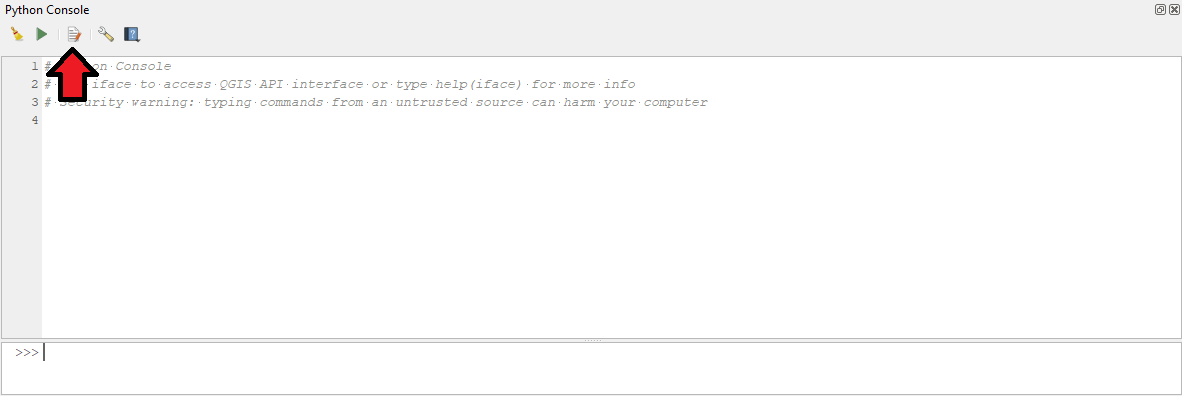 Python Console
1 # on Console
2 # iface to access QGIS API interface or type help(iface) for more info
3 # Security warning: typing commands from an untrusted source can harm your computer
4
>>>